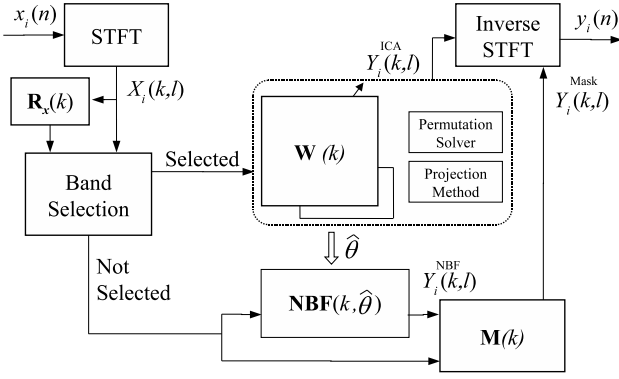 x_i(n)
STFT
Inverse
STFT
y_i(n)
R_x(k)
X_i(k,l)
Y_i^ICA(k,l)
Y_i^Mask(k,l)
W (k)
Permutation
Solver
Projection
Method
Band
Selection
Selected
Not
Selected
θ̂
NBF(k,θ̂)
Y_i^NBF(k,l)
M(k)